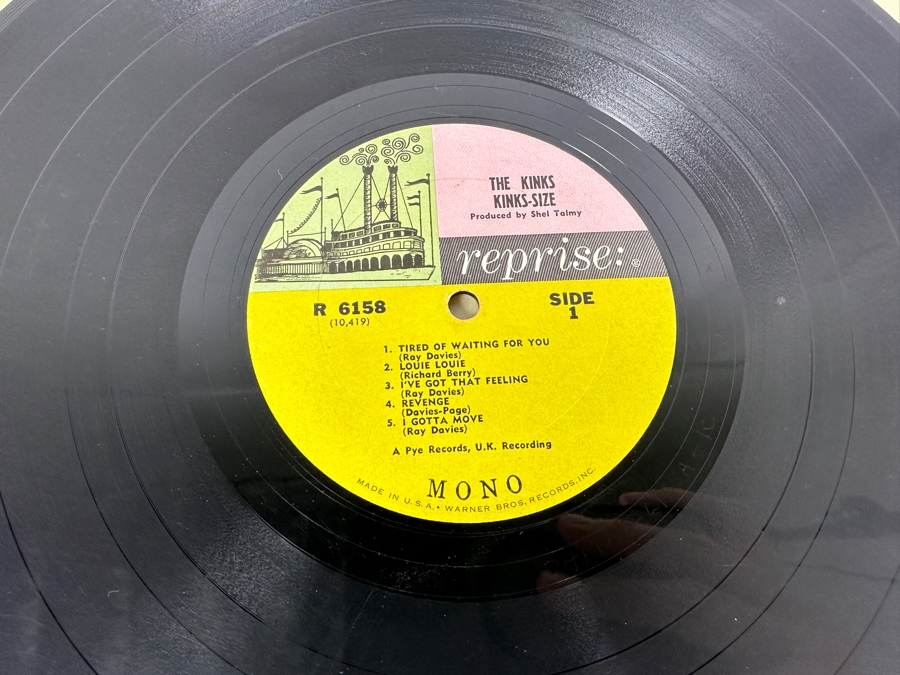 THE KINKS
KINKS-SIZE
Produced by Shel Talmy
reprise:®
R 6158
(10,419)
SIDE
1
1. TIRED OF WAITING FOR YOU
(Ray Davies)
2. LOUIE LOUIE
(Richard Berry)
3. I'VE GOT THAT FEELING
(Ray Davies)
4. REVENGE
(Davies-Page)
5. I GOTTA MOVE
(Ray Davies)
A Pye Records, U.K. Recording
MONO
MADE IN U.S.A. • WARNER BROS. RECORDS, INC.